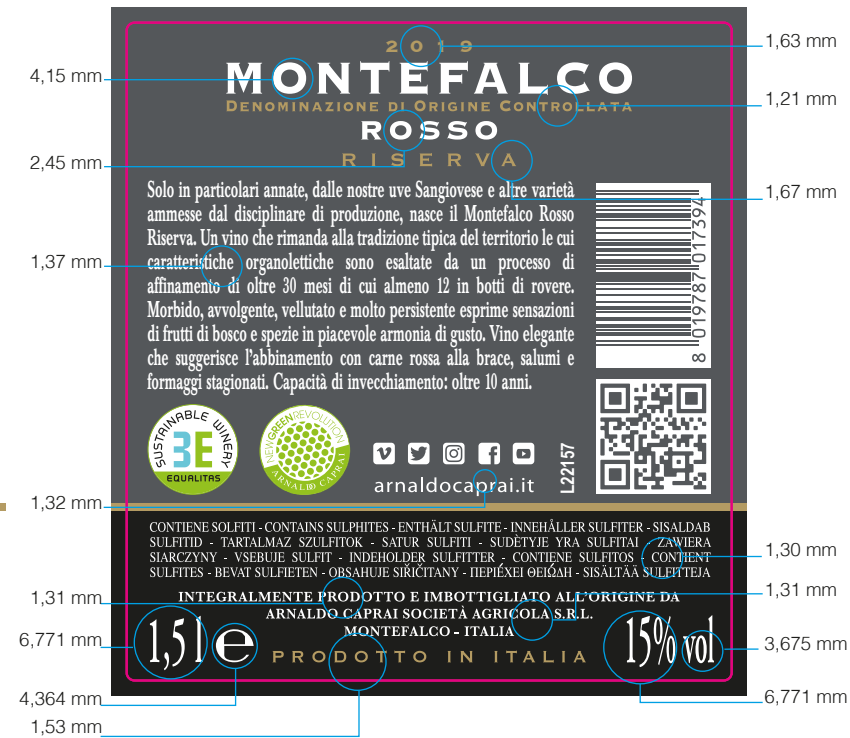 2019
1,63 mm
4,15 mm
MONTEFALCO
DENOMINAZIONE DI ORIGINE CONTROLLATA
1,21 mm
ROSSO
2,45 mm
RISERVA
1,67 mm
Solo in particolari annate, dalle nostre uve Sangiovese e altre varietà
ammesse dal disciplinare di produzione, nasce il Montefalco Rosso
Riserva. Un vino che rimanda alla tradizione tipica del territorio le cui
caratteristiche organolettiche sono esaltate da un processo di
affinamento di oltre 30 mesi di cui almeno 12 in botti di rovere.
Morbido, avvolgente, vellutato e molto persistente esprime sensazioni
di frutti di bosco e spezie in piacevole armonia di gusto. Vino elegante
che suggerisce l'abbinamento con carne rossa alla brace, salumi e
formaggi stagionati. Capacità di invecchiamento: oltre 10 anni.
1,37 mm
8 019787 017394
SUSTAINABLE WINERY
3E
EQUALITAS
NEWGREENREVOLUTION
ARNALDO CAPRAI
arnaldocaprai.it
L22157
1,32 mm
CONTIENE SOLFITI - CONTAINS SULPHITES - ENTHÄLT SULFITE - INNEHÅLLER SULFITER - SISALDAB
SULFITID - TARTALMAZ SZULFITOK - SATUR SULFITI - SUDĖTYJE YRA SULFITAI - ZAWIERA
SIARCZYNY - VSEBUJE SULFIT - INDEHOLDER SULFITTER - CONTIENE SULFITOS - CONTIENT
SULFITES - BEVAT SULFIETEN - OBSAHUJE SIŘIČITANY - ΠΕΡΙΈΧΕΙ ΘΕΙΏΔΗ - SISÄLTÄÄ SULFIITTEJA
1,30 mm
1,31 mm
INTEGRALMENTE PRODOTTO E IMBOTTIGLIATO ALL'ORIGINE DA
ARNALDO CAPRAI SOCIETÀ AGRICOLA S.R.L.
MONTEFALCO - ITALIA
1,31 mm
6,771 mm
1,5 l e
PRODOTTO IN ITALIA
15% vol
3,675 mm
4,364 mm
6,771 mm
1,53 mm